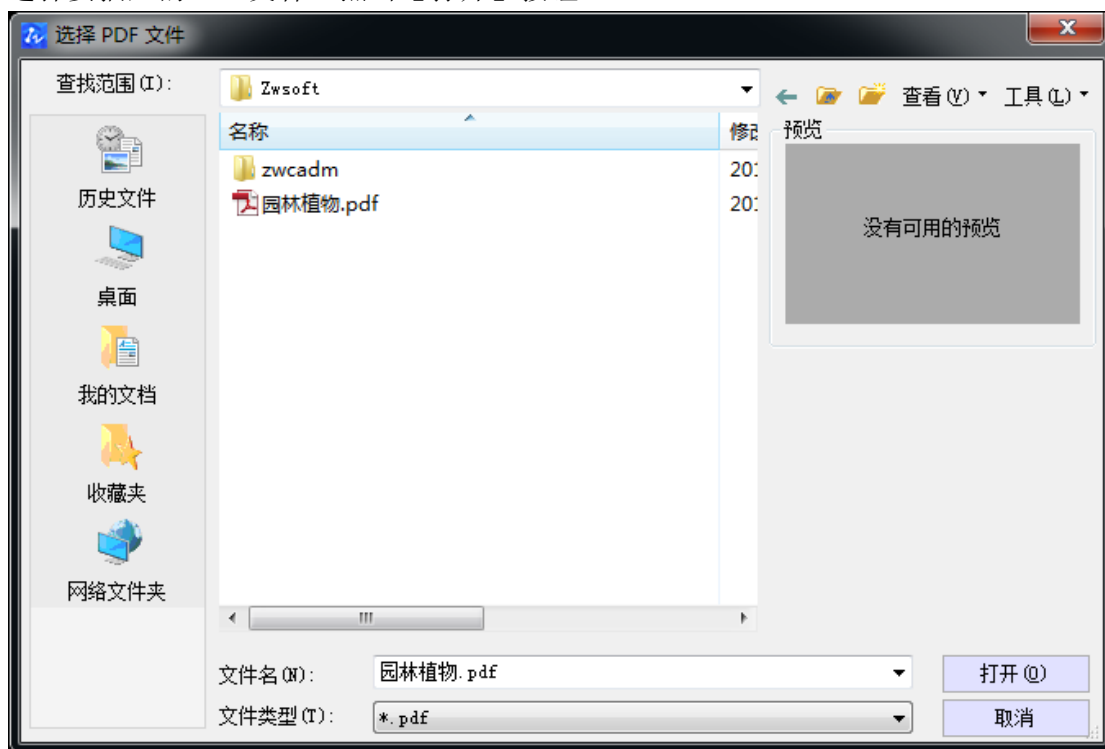 选择 PDF 文件
查找范围(I):
Zwsoft
查看(V)
工具(L)
名称
修改
预览
zwcadm
园林植物.pdf
没有可用的预览
历史文件
桌面
我的文档
收藏夹
网络文件夹
文件名(N):
园林植物.pdf
打开(O)
文件类型(T):
*.pdf
取消